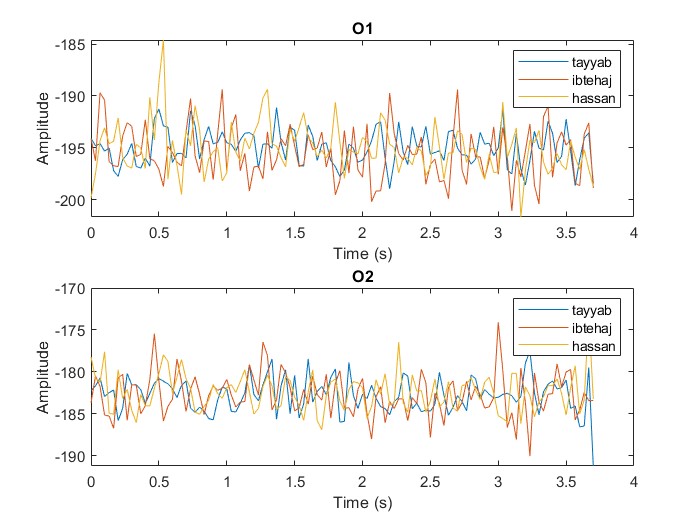 O1
Amplitude
-185
-190
-195
-200
0 0.5 1 1.5 2 2.5 3 3.5 4
Time (s)
tayyab
ibtehaj
hassan
O2
Amplitude
-170
-175
-180
-185
-190
0 0.5 1 1.5 2 2.5 3 3.5 4
Time (s)
tayyab
ibtehaj
hassan